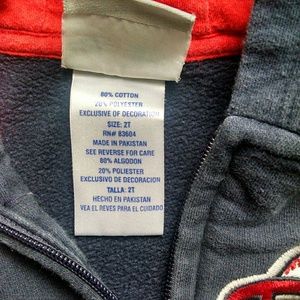 80% COTTON
20% POLYESTER
EXCLUSIVE OF DECORATION
SIZE: 2T
RN# 83604
MADE IN PAKISTAN
SEE REVERSE FOR CARE
80% ALGODON
20% POLIESTER
EXCLUSIVO DE DECORACION
TALLA: 2T
HECHO EN PAKISTAN
VEA EL REVES PARA EL CUIDADO